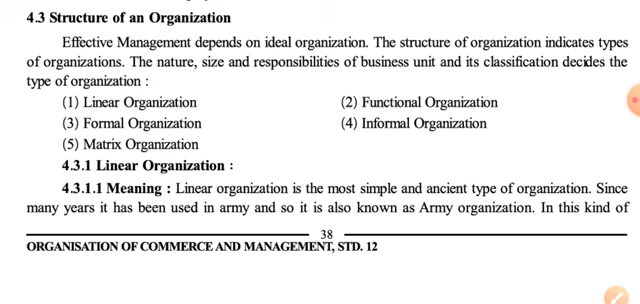 4.3 Structure of an Organization
Effective Management depends on ideal organization. The structure of organization indicates types
of organizations. The nature, size and responsibilities of business unit and its classification decides the
type of organization :
(1) Linear Organization (2) Functional Organization
(3) Formal Organization (4) Informal Organization
(5) Matrix Organization
4.3.1 Linear Organization :
4.3.1.1 Meaning : Linear organization is the most simple and ancient type of organization. Since
many years it has been used in army and so it is also known as Army organization. In this kind of
38
ORGANISATION OF COMMERCE AND MANAGEMENT, STD. 12